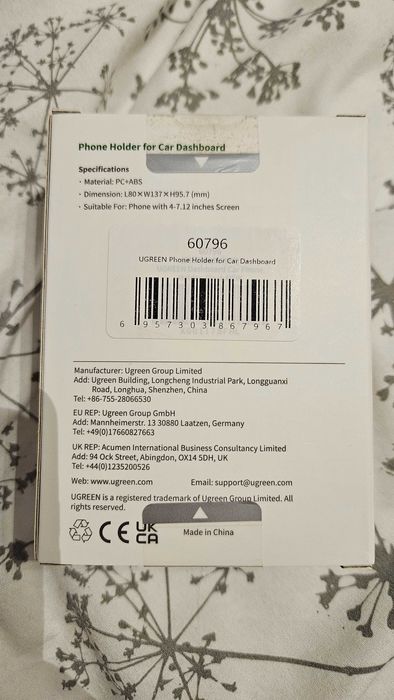 Phone Holder for Car Dashboard
Specifications
· Material: PC+ABS
· Dimension: L80×W137×H95.7 (mm)
· Suitable For: Phone with 4-7.12 inches Screen
60796
UGREEN Phone Holder for Car Dashboard
6 957303 867967
Manufacturer: Ugreen Group Limited
Add: Ugreen Building, Longcheng Industrial Park, Longguanxi
Road, Longhua, Shenzhen, China
Tel: +86-755-28066530
EU REP: Ugreen Group GmbH
Add: Mannheimerstr. 13 30880 Laatzen, Germany
Tel: +49(0)17660827663
UK REP: Acumen International Business Consultancy Limited
Add: 94 Ock Street, Abingdon, OX14 5DH, UK
Tel: +44(0)1235200526
Web: www.ugreen.com Email: support@ugreen.com
UGREEN is a registered trademark of Ugreen Group Limited. All
rights reserved.
CE UK CA Made in China